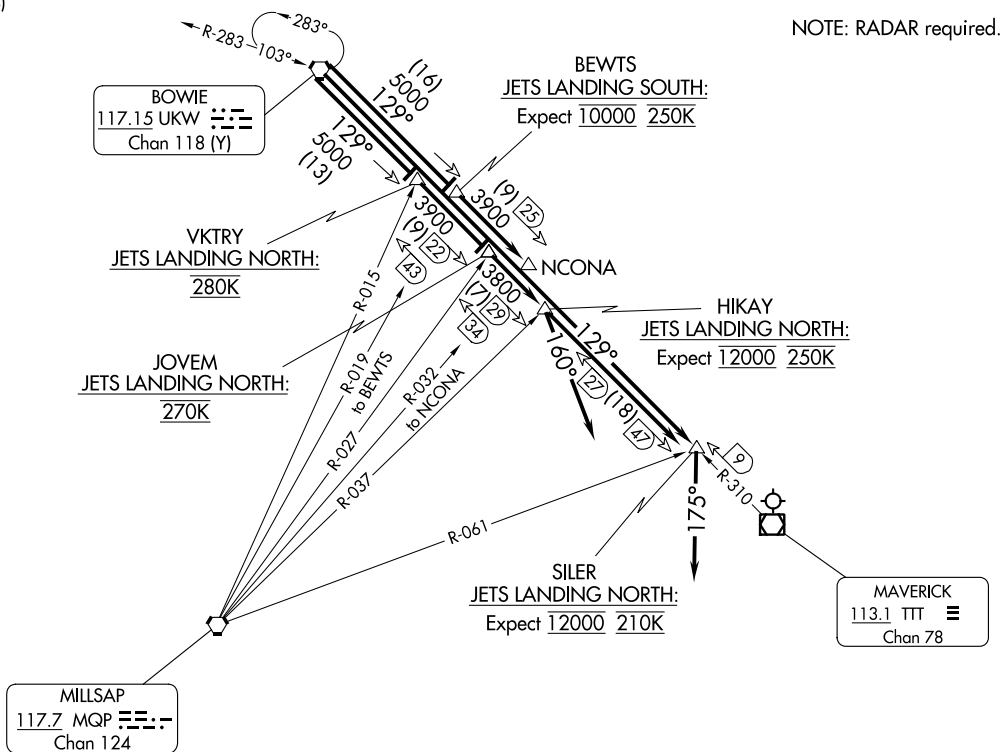 NOTE: RADAR required.
283°
R-283
103°
BOWIE
117.15 UKW
Chan 118 (Y)
(16)
5000
129°
129°
5000
(13)
BEWTS
JETS LANDING SOUTH:
Expect 10000 250K
(9) 25
3900
3900
(9) 22
NCONA
VKTRY
JETS LANDING NORTH:
280K
43
3800
(7) 29
34
HIKAY
JETS LANDING NORTH:
Expect 12000 250K
JOVEM
JETS LANDING NORTH:
270K
R-015
R-019
to BEWTS
R-027
R-032
to NCONA
R-037
R-061
160°
129°
27
(18)
47
9
R-310
175°
SILER
JETS LANDING NORTH:
Expect 12000 210K
MAVERICK
113.1 TTT
Chan 78
MILLSAP
117.7 MQP
Chan 124